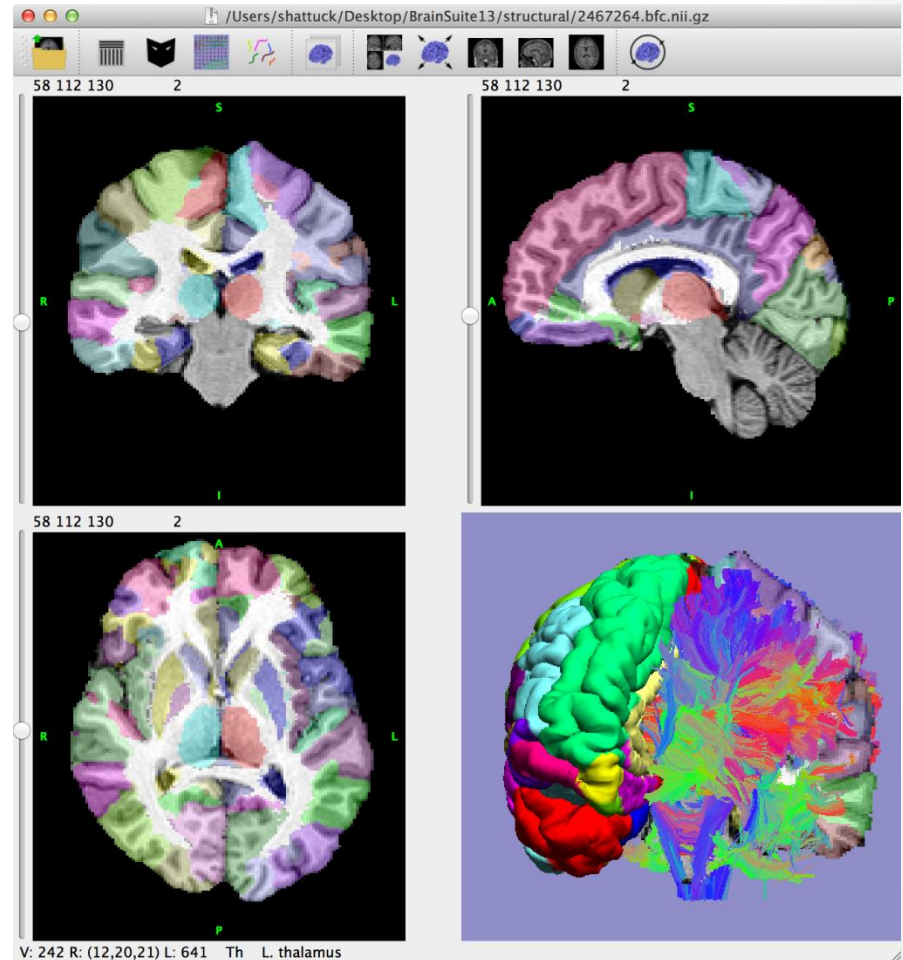 /Users/shattuck/Desktop/BrainSuite13/structural/2467264.bfc.nii.gz
58 112 130 2
S
R
L
I
58 112 130 2
S
A
P
I
58 112 130 2
A
R
L
P
V: 242 R: (12,20,21) L: 641 Th L. thalamus